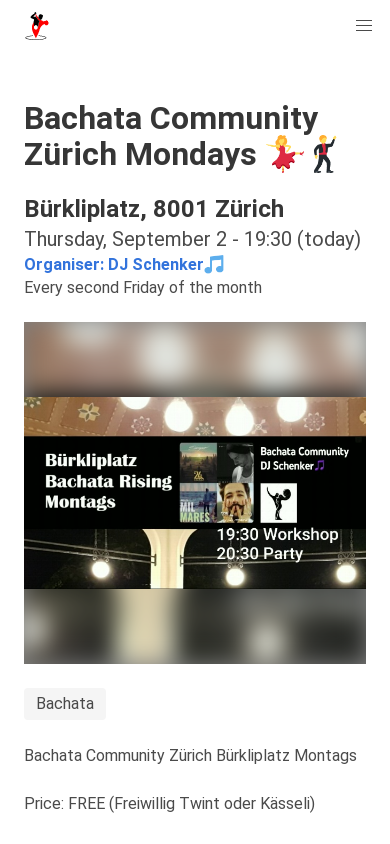 Bachata Community
Zürich Mondays 💃🕺
Bürkliplatz, 8001 Zürich
Thursday, September 2 - 19:30 (today)
Organiser: DJ Schenker🎵
Every second Friday of the month
Bürkliplatz
Bachata Rising
Montags
MIL
MARES
Bachata Community
DJ Schenker🎵
19:30 Workshop
20:30 Party
Bachata
Bachata Community Zürich Bürkliplatz Montags
Price: FREE (Freiwillig Twint oder Kässeli)